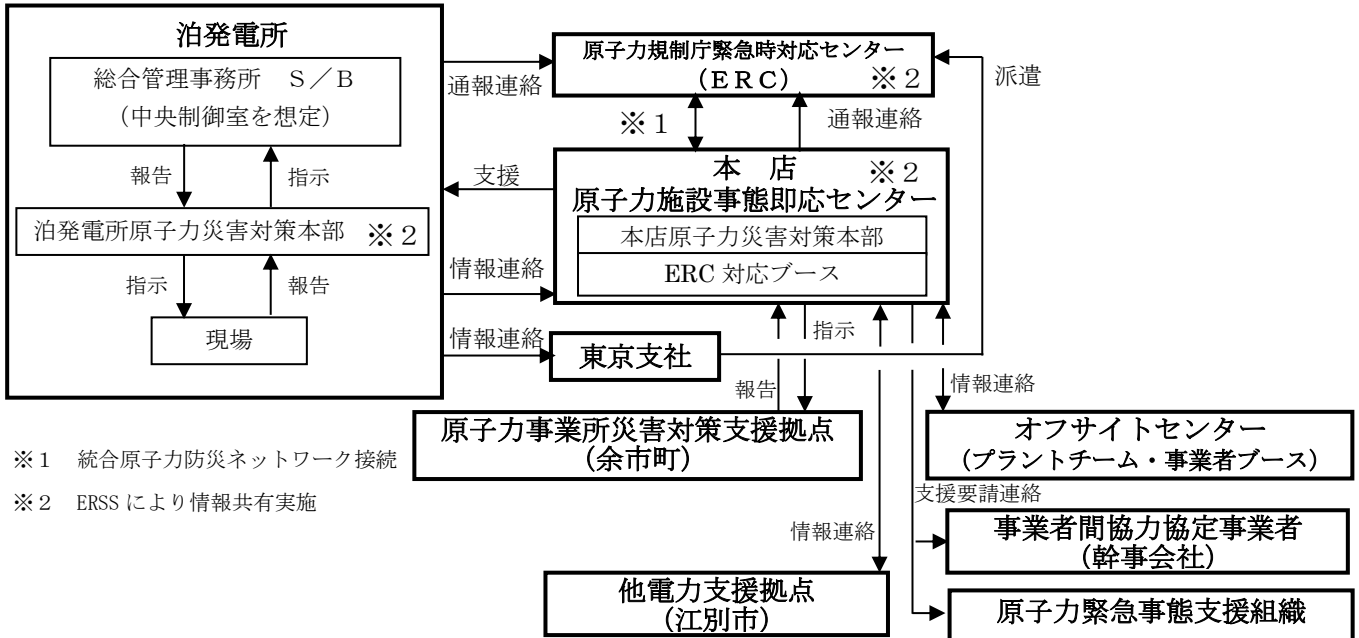 泊発電所
総合管理事務所 S/B
(中央制御室を想定)
報告
指示
泊発電所原子力災害対策本部 ※2
指示
報告
現場
通報連絡
原子力規制庁緊急時対応センター
(ERC) ※2
派遣
※1
通報連絡
支援
本 店 ※2
原子力施設事態即応センター
本店原子力災害対策本部
ERC 対応ブース
情報連絡
情報連絡
東京支社
指示
報告
情報連絡
原子力事業所災害対策支援拠点
(余市町)
オフサイトセンター
(プラントチーム・事業者ブース)
※1 統合原子力防災ネットワーク接続
※2 ERSS により情報共有実施
支援要請連絡
情報連絡
事業者間協力協定事業者
(幹事会社)
他電力支援拠点
(江別市)
原子力緊急事態支援組織